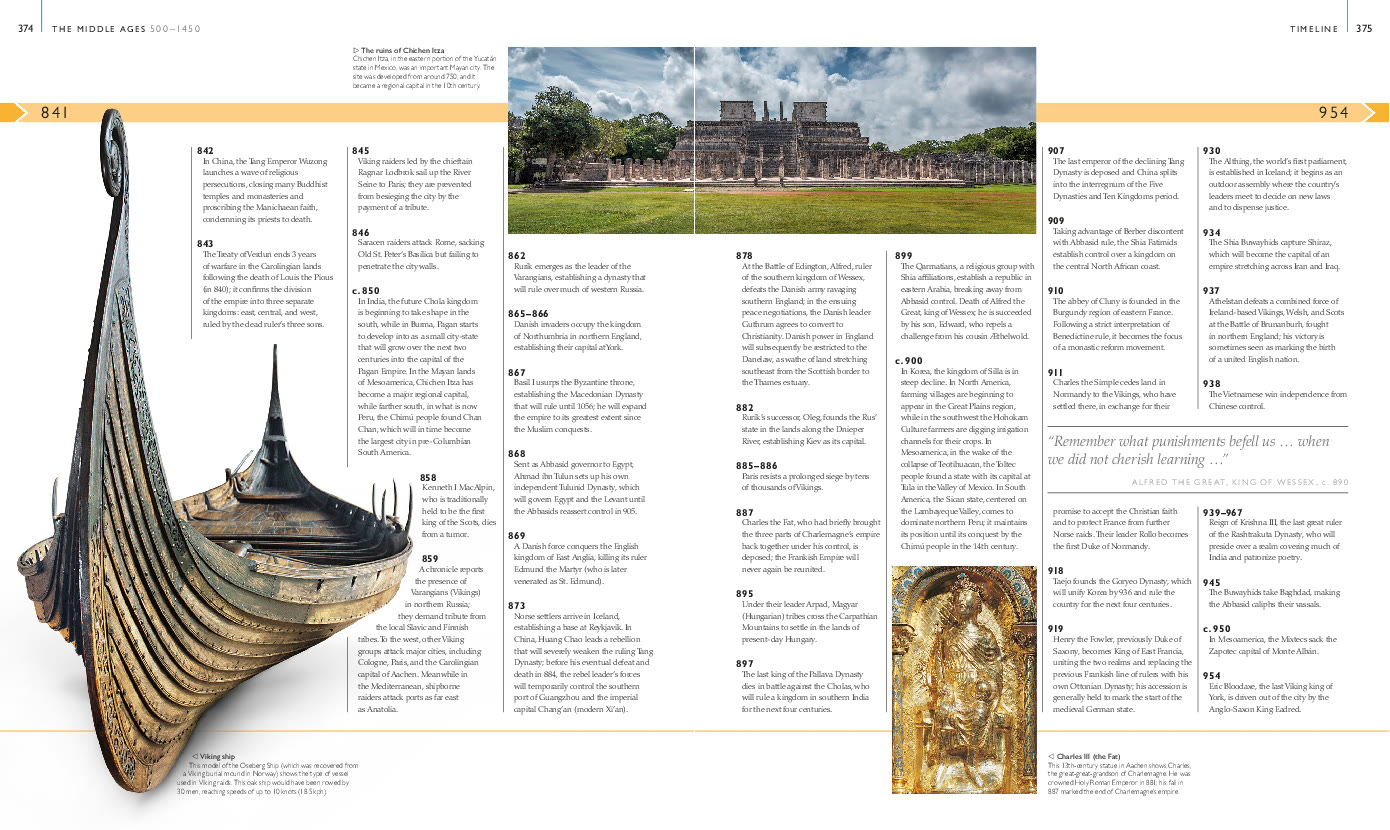 374 THE MIDDLE AGES 500–1450
TIMELINE 375
▷ The ruins of Chichen Itza
Chichen Itza, in the eastern portion of the Yucatán
state in Mexico, was an important Mayan city. The
site was developed from around 750, and it
became a regional capital in the 10th century.
841
954
842
In China, the Tang Emperor Wuzong
launches a wave of religious
persecutions, closing many Buddhist
temples and monasteries and
proscribing the Manichaean faith,
condemning its priests to death.
843
The Treaty of Verdun ends 3 years
of warfare in the Carolingian lands
following the death of Louis the Pious
(in 840); it confirms the division
of the empire into three separate
kingdoms: east, central, and west,
ruled by the dead ruler's three sons.
845
Viking raiders led by the chieftain
Ragnar Lodbrok sail up the River
Seine to Paris; they are prevented
from besieging the city by the
payment of a tribute.
846
Saracen raiders attack Rome, sacking
Old St. Peter's Basilica but failing to
penetrate the city walls.
c. 850
In India, the future Chola kingdom
is beginning to take shape in the
south, while in Burma, Pagan starts
to develop into as a small city-state
that will grow over the next two
centuries into the capital of the
Pagan Empire. In the Mayan lands
of Mesoamerica, Chichen Itza has
become a major regional capital,
while farther south, in what is now
Peru, the Chimú people found Chan
Chan, which will in time become
the largest city in pre-Columbian
South America.
858
Kenneth I MacAlpin,
who is traditionally
held to be the first
king of the Scots, dies
from a tumor.
859
A chronicle reports
the presence of
Varangians (Vikings)
in northern Russia;
they demand tribute from
the local Slavic and Finnish
tribes. To the west, other Viking
groups attack major cities, including
Cologne, Paris, and the Carolingian
capital of Aachen. Meanwhile in
the Mediterranean, shipborne
raiders attack ports as far east
as Anatolia.
◁ Viking ship
This model of the Oseberg Ship (which was recovered from
a Viking burial mound in Norway) shows the type of vessel
used in Viking raids. This oak ship would have been rowed by
30 men, reaching speeds of up to 10 knots (18.5kph).
862
Rurik emerges as the leader of the
Varangians, establishing a dynasty that
will rule over much of western Russia.
865–866
Danish invaders occupy the kingdom
of Northumbria in northern England,
establishing their capital at York.
867
Basil I usurps the Byzantine throne,
establishing the Macedonian Dynasty
that will rule until 1056; he will expand
the empire to its greatest extent since
the Muslim conquests.
868
Sent as Abbasid governor to Egypt,
Ahmad ibn Tulun sets up his own
independent Tulunid Dynasty, which
will govern Egypt and the Levant until
the Abbasids reassert control in 905.
869
A Danish force conquers the English
kingdom of East Anglia, killing its ruler
Edmund the Martyr (who is later
venerated as St. Edmund).
873
Norse settlers arrive in Iceland,
establishing a base at Reykjavik. In
China, Huang Chao leads a rebellion
that will severely weaken the ruling Tang
Dynasty; before his eventual defeat and
death in 884, the rebel leader's forces
will temporarily control the southern
port of Guangzhou and the imperial
capital Chang'an (modern Xi'an).
878
At the Battle of Edington, Alfred, ruler
of the southern kingdom of Wessex,
defeats the Danish army ravaging
southern England; in the ensuing
peace negotiations, the Danish leader
Guthrum agrees to convert to
Christianity. Danish power in England
will subsequently be restricted to the
Danelaw, a swathe of land stretching
southeast from the Scottish border to
the Thames estuary.
882
Rurik's successor, Oleg, founds the Rus'
state in the lands along the Dnieper
River, establishing Kiev as its capital.
885–886
Paris resists a prolonged siege by tens
of thousands of Vikings.
887
Charles the Fat, who had briefly brought
the three parts of Charlemagne's empire
back together under his control, is
deposed; the Frankish Empire will
never again be reunited.
895
Under their leader Arpad, Magyar
(Hungarian) tribes cross the Carpathian
Mountains to settle in the lands of
present-day Hungary.
897
The last king of the Pallava Dynasty
dies in battle against the Cholas, who
will rule a kingdom in southern India
for the next four centuries.
899
The Qarmatians, a religious group with
Shia affiliations, establish a republic in
eastern Arabia, breaking away from
Abbasid control. Death of Alfred the
Great, king of Wessex; he is succeeded
by his son, Edward, who repels a
challenge from his cousin Æthelwold.
c. 900
In Korea, the kingdom of Silla is in
steep decline. In North America,
farming villages are beginning to
appear in the Great Plains region,
while in the southwest the Hohokam
Culture farmers are digging irrigation
channels for their crops. In
Mesoamerica, in the wake of the
collapse of Teotihuacan, the Toltec
people found a state with its capital at
Tula in the Valley of Mexico. In South
America, the Sican state, centered on
the Lambayeque Valley, comes to
dominate northern Peru; it maintains
its position until its conquest by the
Chimú people in the 14th century.
907
The last emperor of the declining Tang
Dynasty is deposed and China splits
into the interregnum of the Five
Dynasties and Ten Kingdoms period.
909
Taking advantage of Berber discontent
with Abbasid rule, the Shia Fatimids
establish control over a kingdom on
the central North African coast.
910
The abbey of Cluny is founded in the
Burgundy region of eastern France.
Following a strict interpretation of
Benedictine rule, it becomes the focus
of a monastic reform movement.
911
Charles the Simple cedes land in
Normandy to the Vikings, who have
settled there, in exchange for their
promise to accept the Christian faith
and to protect France from further
Norse raids. Their leader Rollo becomes
the first Duke of Normandy.
918
Taejo founds the Goryeo Dynasty, which
will unify Korea by 936 and rule the
country for the next four centuries.
919
Henry the Fowler, previously Duke of
Saxony, becomes King of East Francia,
uniting the two realms and replacing the
previous Frankish line of rulers with his
own Ottonian Dynasty; his accession is
generally held to mark the start of the
medieval German state.
930
The Althing, the world's first parliament,
is established in Iceland; it begins as an
outdoor assembly where the country's
leaders meet to decide on new laws
and to dispense justice.
934
The Shia Buwayhids capture Shiraz,
which will become the capital of an
empire stretching across Iran and Iraq.
937
Athelstan defeats a combined force of
Ireland-based Vikings, Welsh, and Scots
at the Battle of Brunanburh, fought
in northern England; his victory is
sometimes seen as marking the birth
of a united English nation.
938
The Vietnamese win independence from
Chinese control.
"Remember what punishments befell us … when
we did not cherish learning …"
ALFRED THE GREAT, KING OF WESSEX, c. 890
939–967
Reign of Krishna III, the last great ruler
of the Rashtrakuta Dynasty, who will
preside over a realm covering much of
India and patronize poetry.
945
The Buwayhids take Baghdad, making
the Abbasid caliphs their vassals.
c. 950
In Mesoamerica, the Mixtecs sack the
Zapotec capital of Monte Albán.
954
Eric Bloodaxe, the last Viking king of
York, is driven out of the city by the
Anglo-Saxon King Eadred.
◁ Charles III (the Fat)
This 13th-century statue in Aachen shows Charles,
the great-great-grandson of Charlemagne. He was
crowned Holy Roman Emperor in 881; his fall in
887 marked the end of Charlemagne's empire.